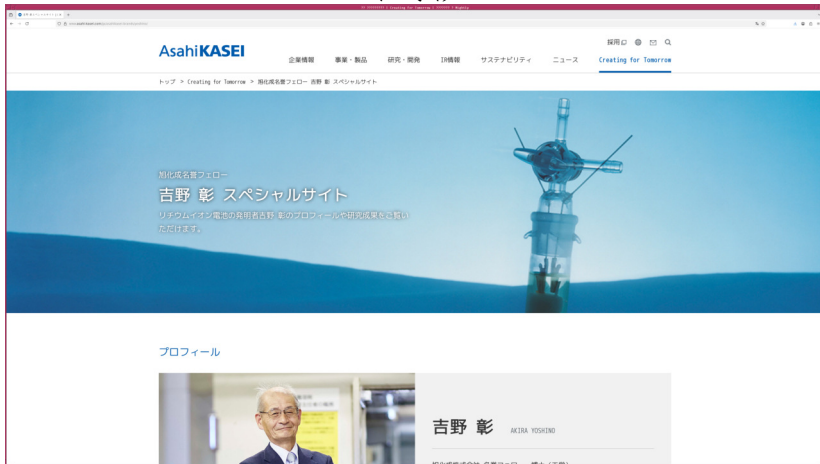 AsahiKASEI
採用
企業情報 事業・製品 研究・開発 IR情報 サステナビリティ ニュース Creating for Tomorrow
トップ > Creating for Tomorrow > 旭化成名誉フェロー 吉野 彰 スペシャルサイト
旭化成名誉フェロー
吉野 彰 スペシャルサイト
リチウムイオン電池の発明者吉野 彰のプロフィールや研究成果をご覧い
ただけます。
プロフィール
吉野 彰 AKIRA YOSHINO